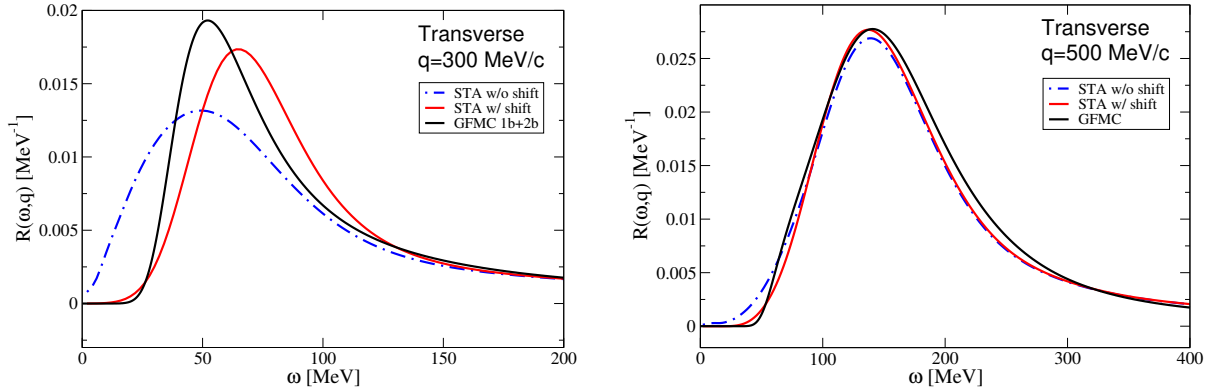 0.02
0.015
0.01
0.005
0
R(ω,q) [MeV⁻¹]
Transverse
q=300 MeV/c
STA w/o shift
STA w/ shift
GFMC 1b+2b
0 50 100 150 200
ω [MeV]
0.025
0.02
0.015
0.01
0.005
0
R(ω,q) [MeV⁻¹]
Transverse
q=500 MeV/c
STA w/o shift
STA w/ shift
GFMC
0 100 200 300 400
ω [MeV]